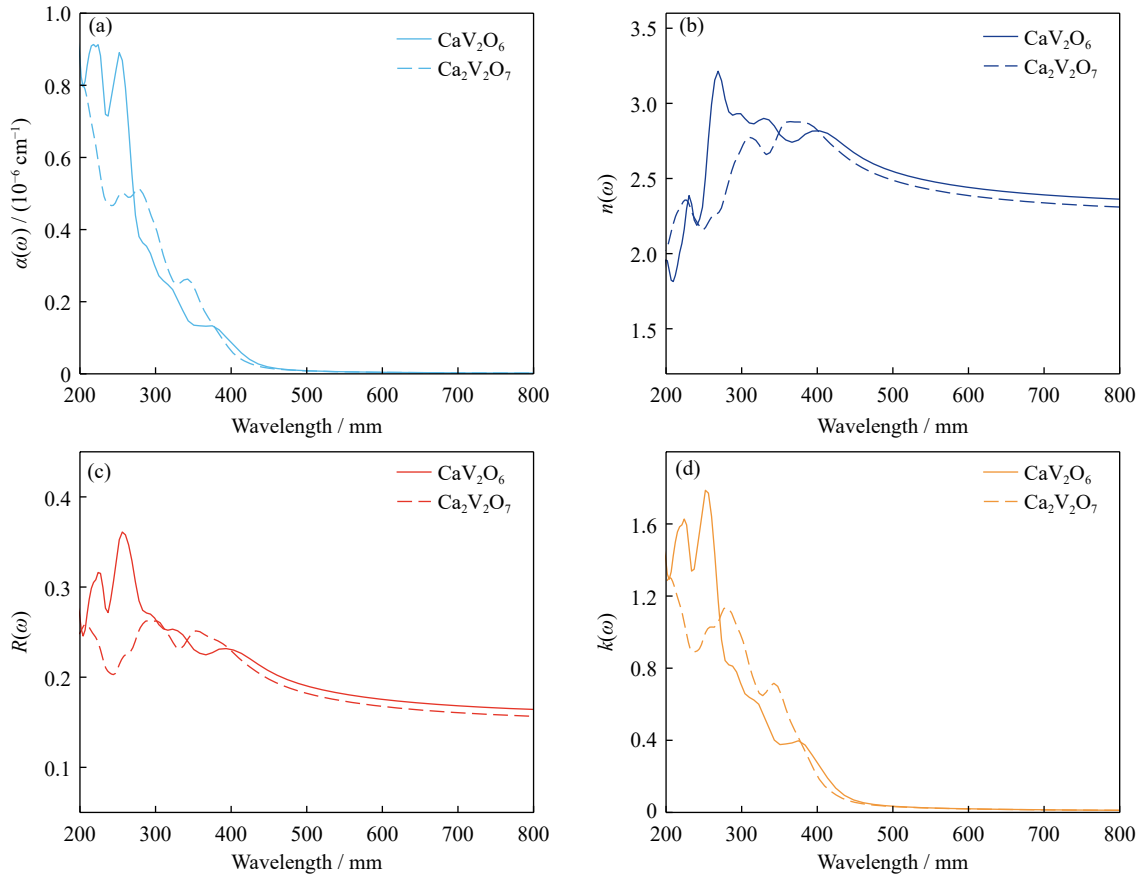 (a)
CaV₂O₆
Ca₂V₂O₇
1.0
0.8
0.6
0.4
0.2
0
α(ω) / (10⁻⁶ cm⁻¹)
200 300 400 500 600 700 800
Wavelength / mm
(b)
CaV₂O₆
Ca₂V₂O₇
3.6
3.0
2.5
2.0
1.5
n(ω)
200 300 400 500 600 700 800
Wavelength / mm
(c)
CaV₂O₆
Ca₂V₂O₇
0.4
0.3
0.2
0.1
R(ω)
200 300 400 500 600 700 800
Wavelength / mm
(d)
CaV₂O₆
Ca₂V₂O₇
1.6
1.2
0.8
0.4
0
k(ω)
200 300 400 500 600 700 800
Wavelength / mm